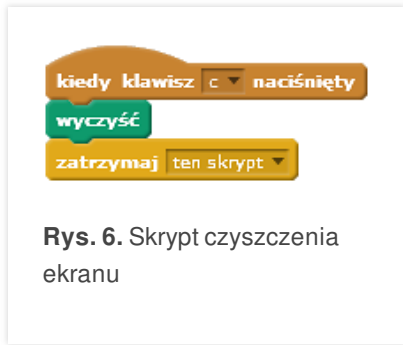 kiedy klawisz c naciśnięty
wyczyść
zatrzymaj ten skrypt
Rys. 6. Skrypt czyszczenia
ekranu